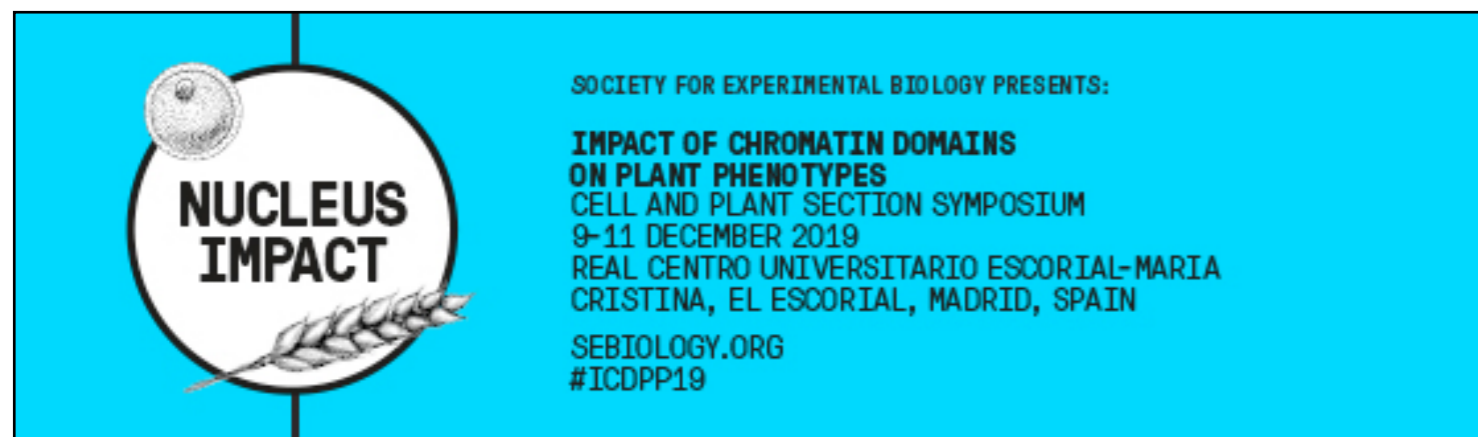 NUCLEUS
IMPACT
SOCIETY FOR EXPERIMENTAL BIOLOGY PRESENTS:
IMPACT OF CHROMATIN DOMAINS
ON PLANT PHENOTYPES
CELL AND PLANT SECTION SYMPOSIUM
9-11 DECEMBER 2019
REAL CENTRO UNIVERSITARIO ESCORIAL-MARIA
CRISTINA, EL ESCORIAL, MADRID, SPAIN
SEBIOLOGY.ORG
#ICDPP19